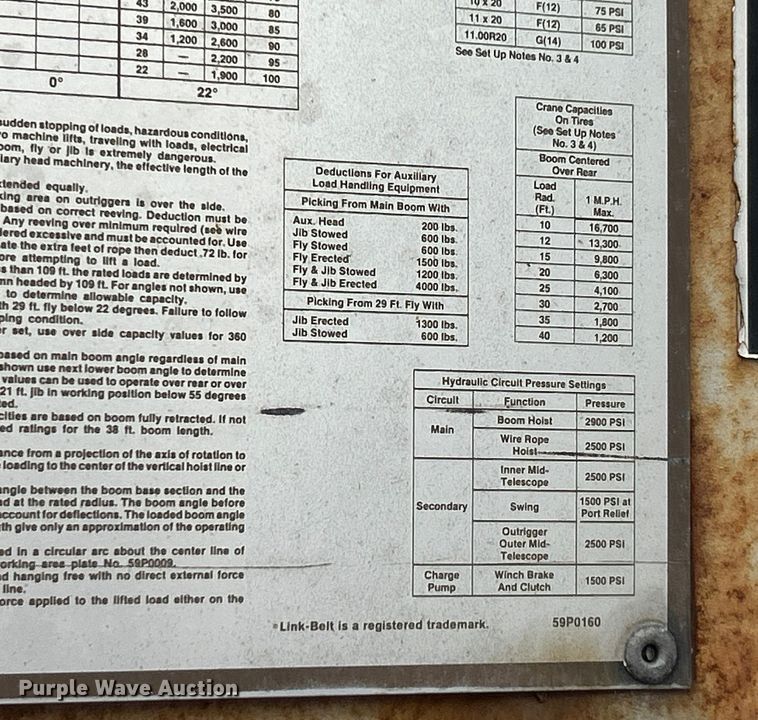 43 2,000 3,500 80
39 1,600 3,000 85
34 1,200 2,600 90
28 — 2,200 95
22 — 1,900 100
0° 22°
10 x 20 F(12) 75 PSI
11 x 20 F(12) 65 PSI
11.00R20 G(14) 100 PSI
See Set Up Notes No. 3 & 4
sudden stopping of loads, hazardous conditions,
machine lifts, traveling with loads, electrical
fly or jib is extremely dangerous.
head machinery, the effective length of the
equally.
area on outriggers is over the side.
based on correct reeving. Deduction must be
Any reeving over minimum required (see wire
excessive and must be accounted for. Use
the extra feet of rope then deduct .72 lb. for
attempting to lift a load.
than 109 ft. the rated loads are determined by
headed by 109 ft. For angles not shown, use
to determine allowable capacity.
29 ft. fly below 22 degrees. Failure to follow
condition.
set, use over side capacity values for 360
based on main boom angle regardless of main
shown use next lower boom angle to determine
values can be used to operate over rear or over
21 ft. jib in working position below 55 degrees
are based on boom fully retracted. If not
ratings for the 38 ft. boom length.
from a projection of the axis of rotation to
loading to the center of the vertical hoist line or
angle between the boom base section and the
at the rated radius. The boom angle before
account for deflections. The loaded boom angle
give only an approximation of the operating
in a circular arc about the center line of
area plate No. 59P0009.
hanging free with no direct external force
line.
force applied to the lifted load either on the
Deductions For Auxiliary
Load Handling Equipment
Picking From Main Boom With
Aux. Head 200 lbs.
Jib Stowed 600 lbs.
Fly Stowed 600 lbs.
Fly Erected 1500 lbs.
Fly & Jib Stowed 1200 lbs.
Fly & Jib Erected 4000 lbs.
Picking From 29 Ft. Fly With
Jib Erected 1300 lbs.
Jib Stowed 600 lbs.
Crane Capacities
On Tires
(See Set Up Notes
No. 3 & 4)
Boom Centered
Over Rear
Load
Rad.
(Ft.)
1 M.P.H.
Max.
10 16,700
12 13,300
15 9,800
20 6,300
25 4,100
30 2,700
35 1,800
40 1,200
Hydraulic Circuit Pressure Settings
Circuit Function Pressure
Main
Boom Hoist 2900 PSI
Wire Rope
Hoist
2500 PSI
Secondary
Inner Mid-
Telescope
2500 PSI
Swing
1500 PSI at
Port Relief
Outrigger
Outer Mid-
Telescope
2500 PSI
Charge
Pump
Winch Brake
And Clutch
1500 PSI
*Link-Belt is a registered trademark. 59P0160
Purple Wave Auction